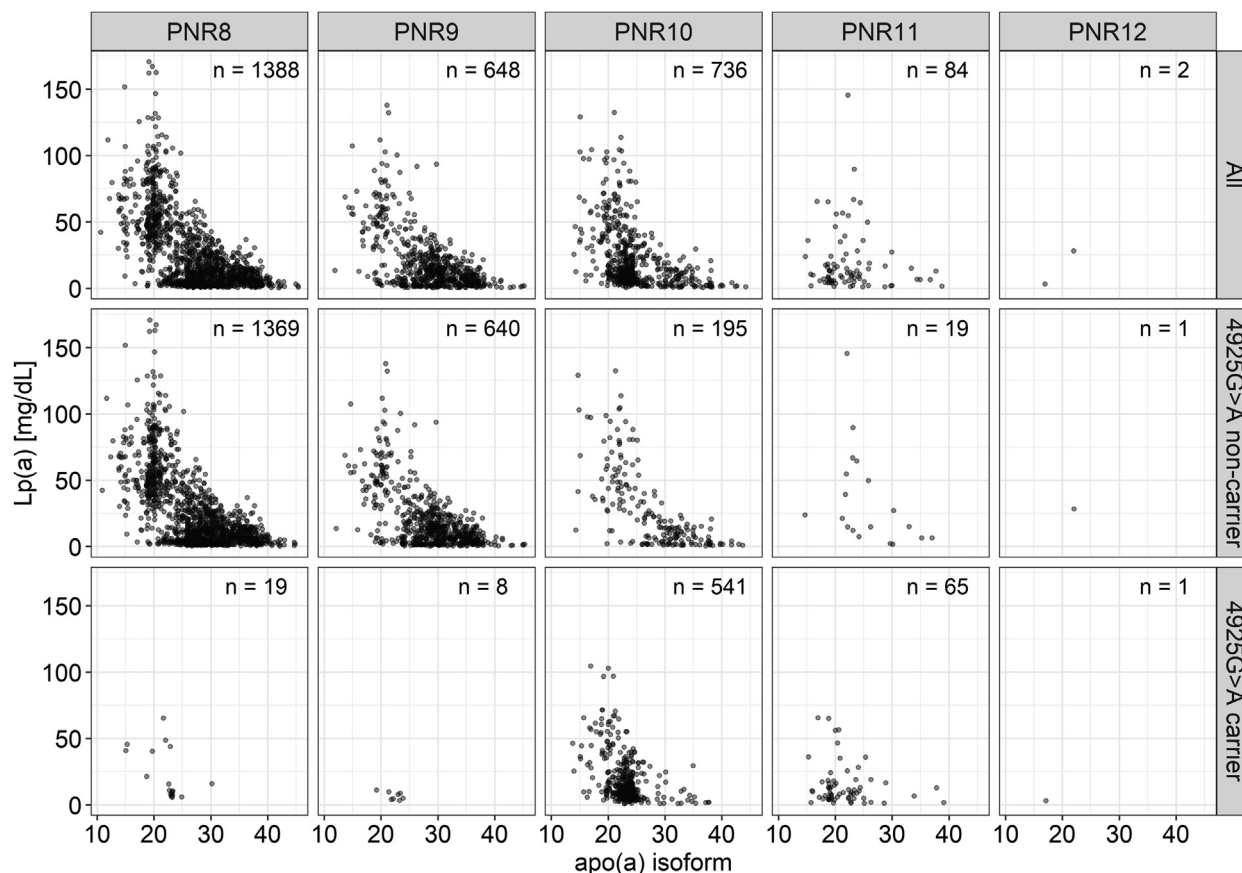 PNR8 PNR9 PNR10 PNR11 PNR12
n = 1388 n = 648 n = 736 n = 84 n = 2
150
100
50
0
All
n = 1369 n = 640 n = 195 n = 19 n = 1
150
100
50
0
4925G>A non-carrier
n = 19 n = 8 n = 541 n = 65 n = 1
150
100
50
0
4925G>A carrier
Lp(a) [mg/dL]
10 20 30 40 10 20 30 40 10 20 30 40 10 20 30 40 10 20 30 40
apo(a) isoform